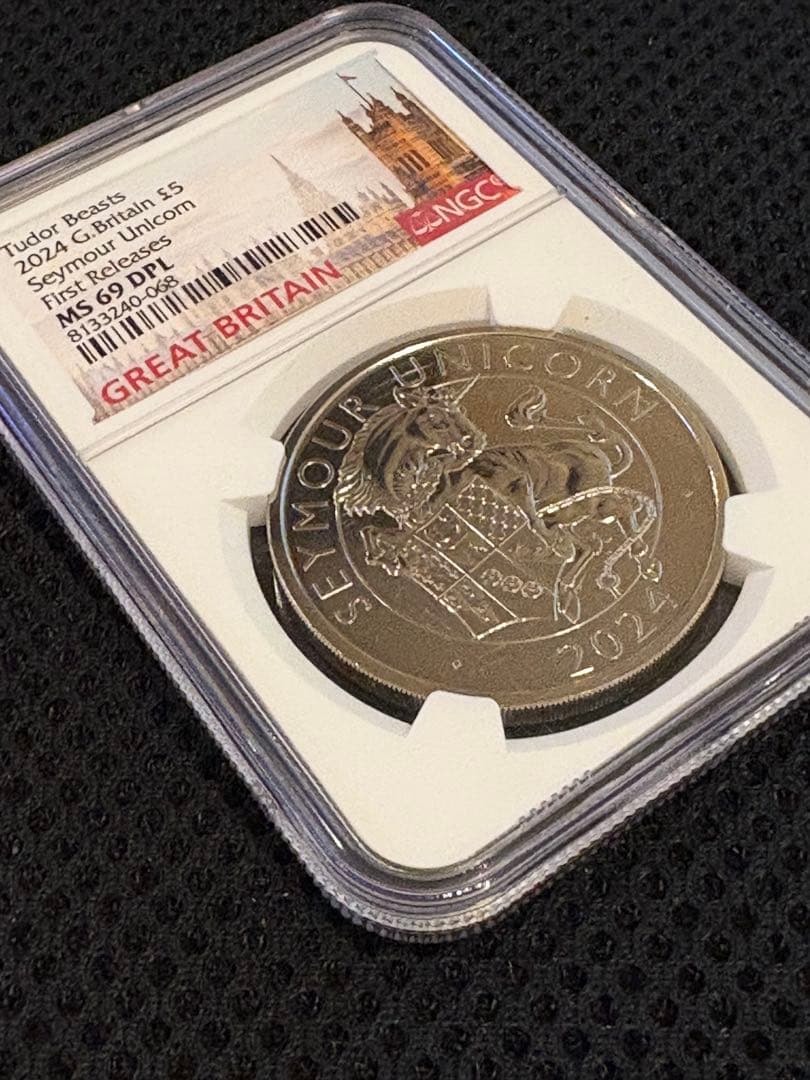 Tudor Beasts
2024 G.Britain £5
Seymour Unicorn
First Releases
MS 69 DPL
8133240-068
GREAT BRITAIN
NGC
SEYMOUR UNICORN
2024